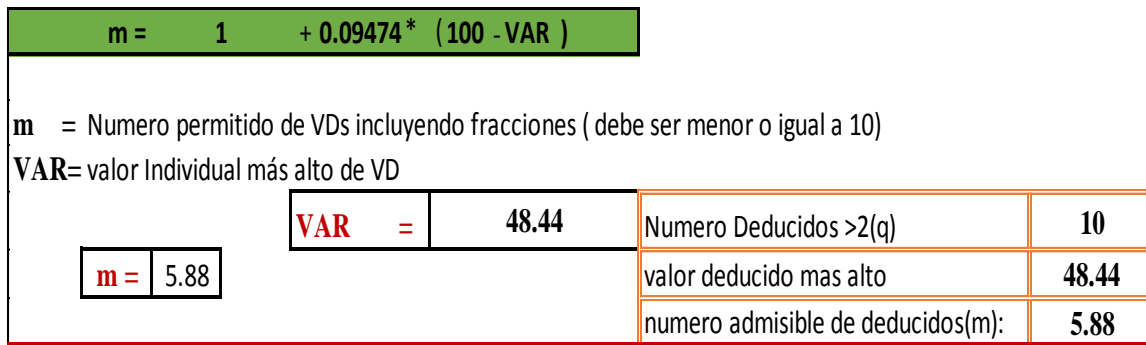 m = 1 + 0.09474* (100 - VAR )
m = Numero permitido de VDs incluyendo fracciones ( debe ser menor o igual a 10)
VAR= valor Individual más alto de VD
VAR = 48.44 Numero Deducidos >2(q) 10
m = 5.88 valor deducido mas alto 48.44
numero admisible de deducidos(m): 5.88